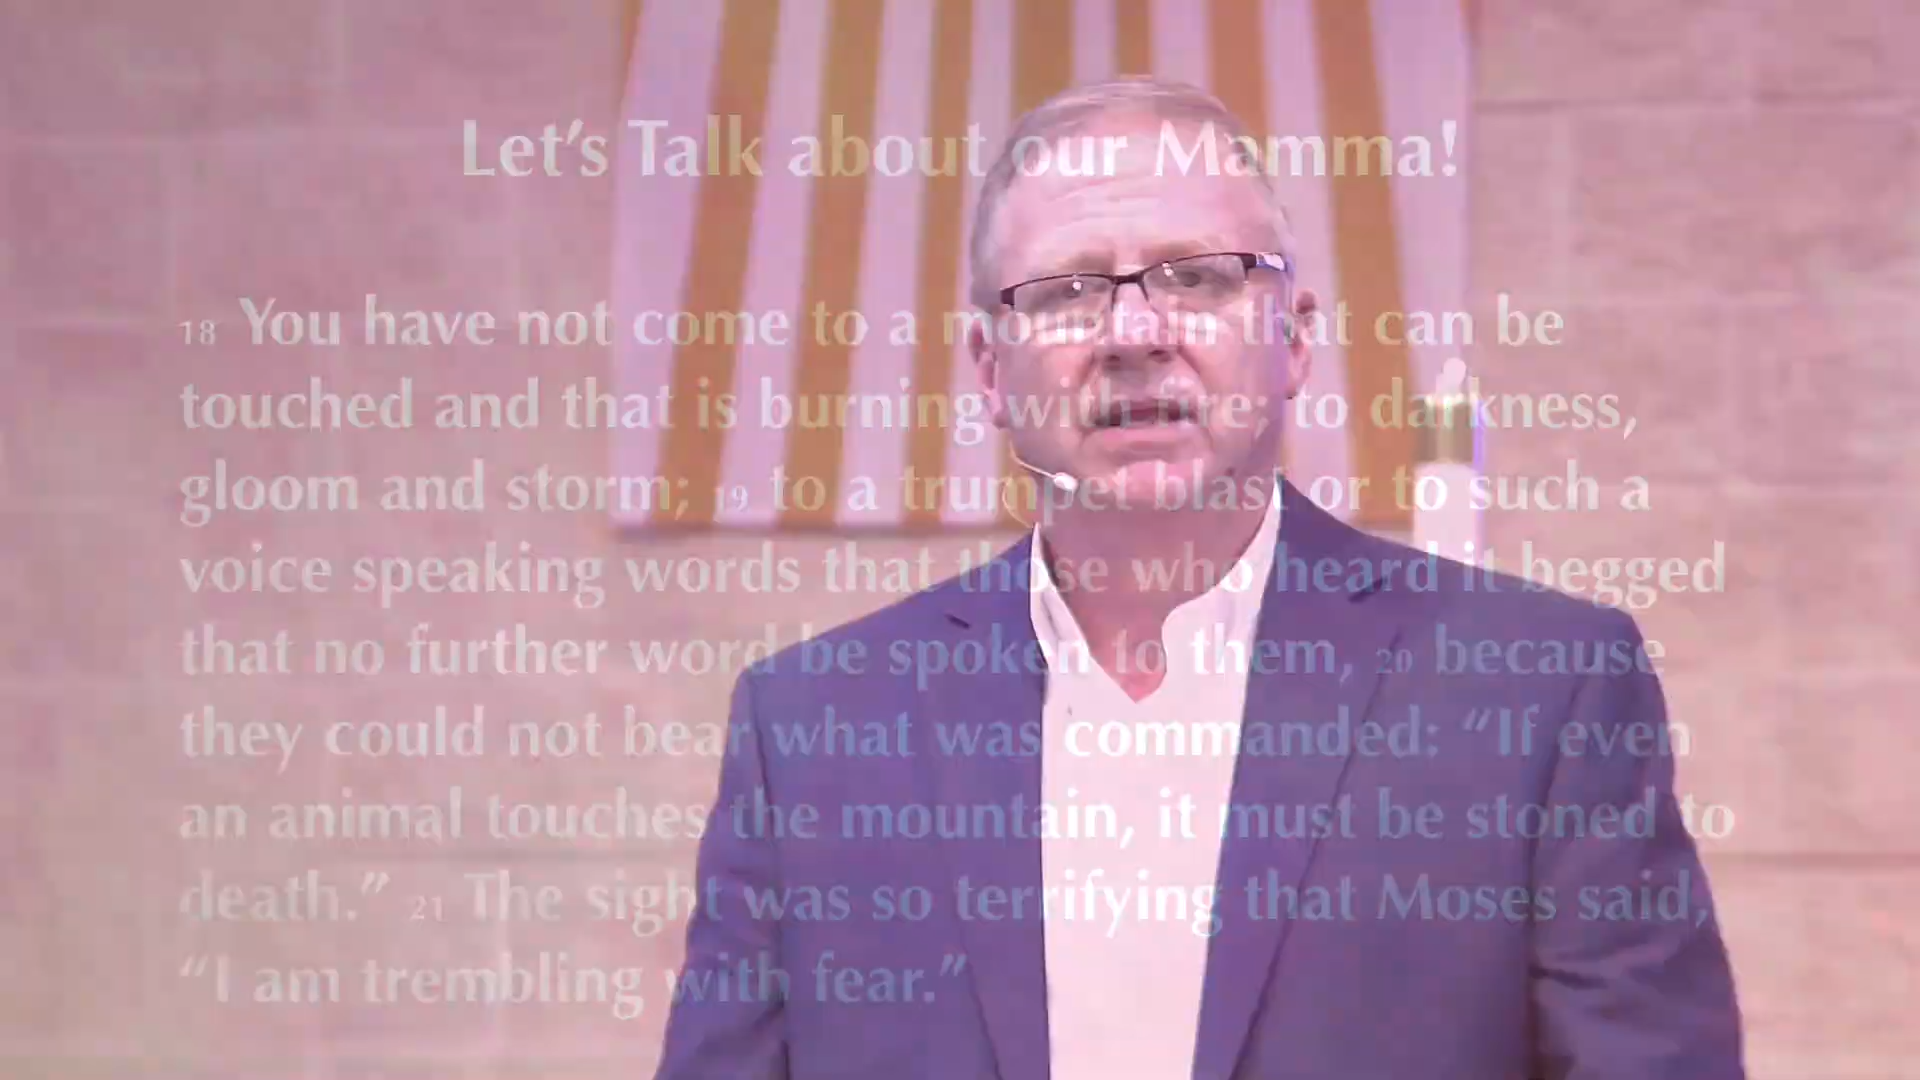 Let's Talk about our Mamma!
18 You have not come to a mountain that can be
touched and that is burning with fire; to darkness,
gloom and storm; 19 to a trumpet blast or to such a
voice speaking words that those who heard it begged
that no further word be spoken to them, 20 because
they could not bear what was commanded: “If even
an animal touches the mountain, it must be stoned to
death.” 21 The sight was so terrifying that Moses said,
“I am trembling with fear.”